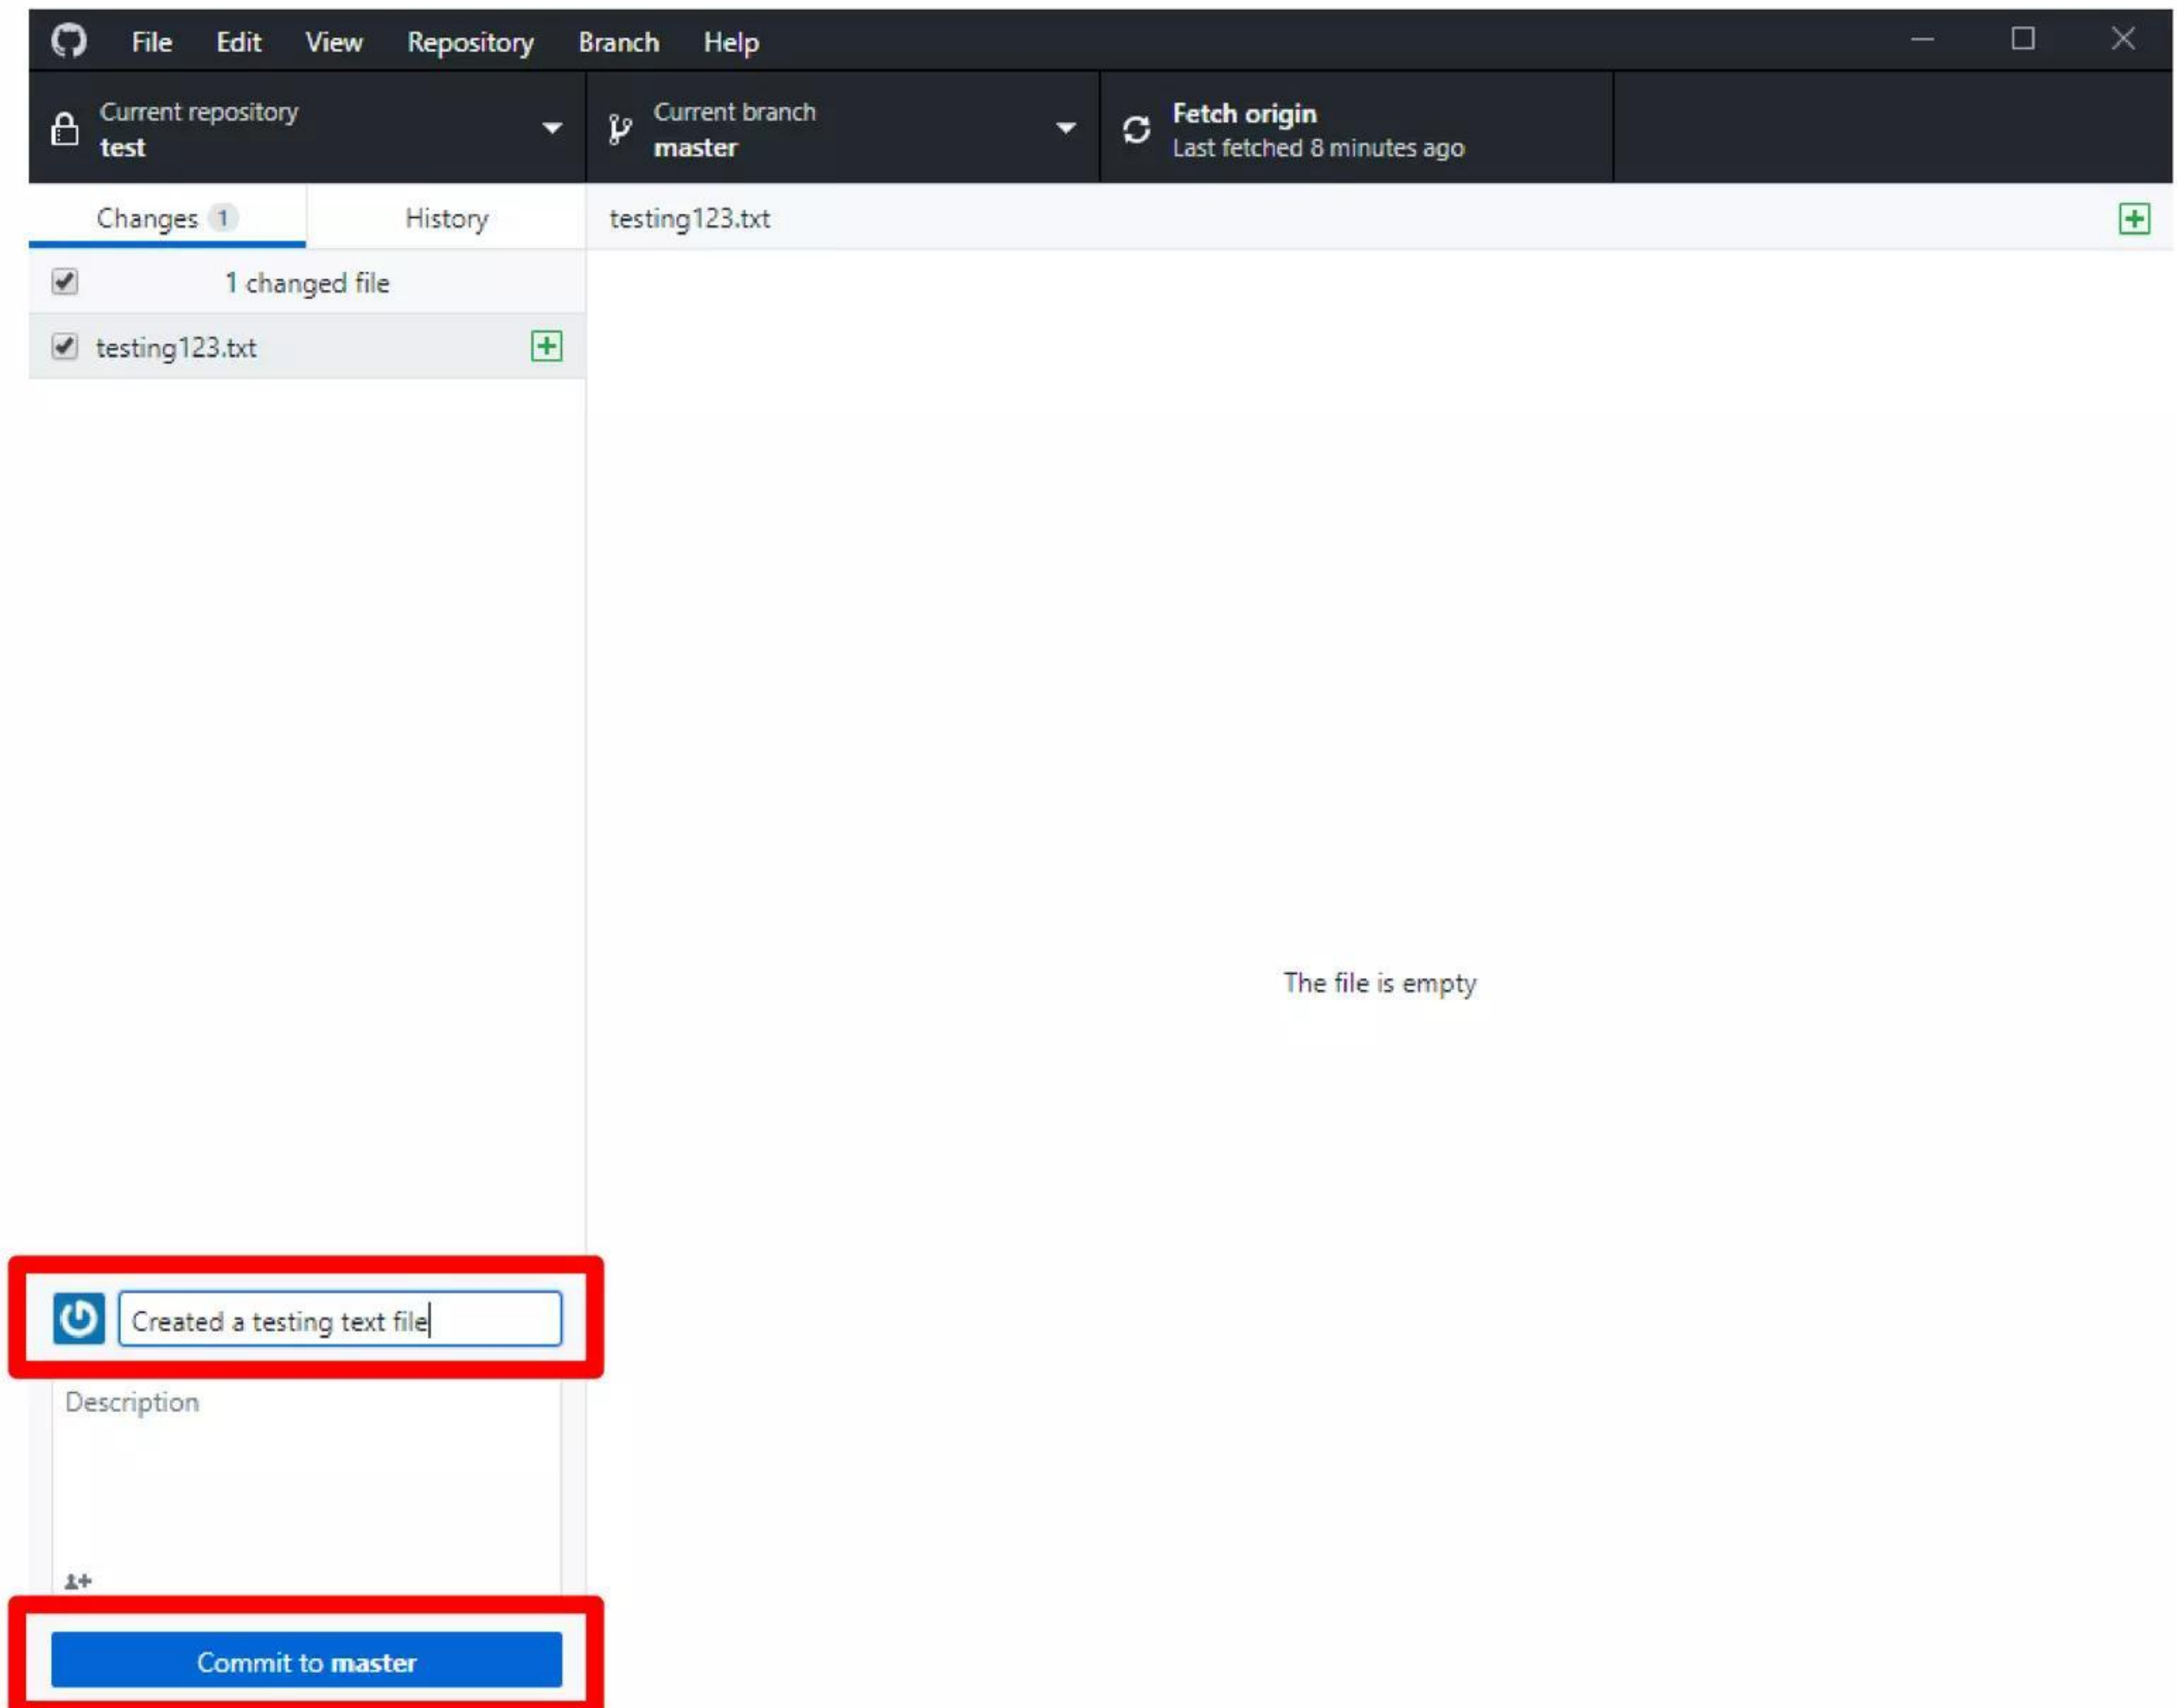 File Edit View Repository Branch Help
Current repository
test
Current branch
master
Fetch origin
Last fetched 8 minutes ago
Changes 1
History
testing123.txt
1 changed file
testing123.txt
The file is empty
Created a testing text file
Description
Commit to master